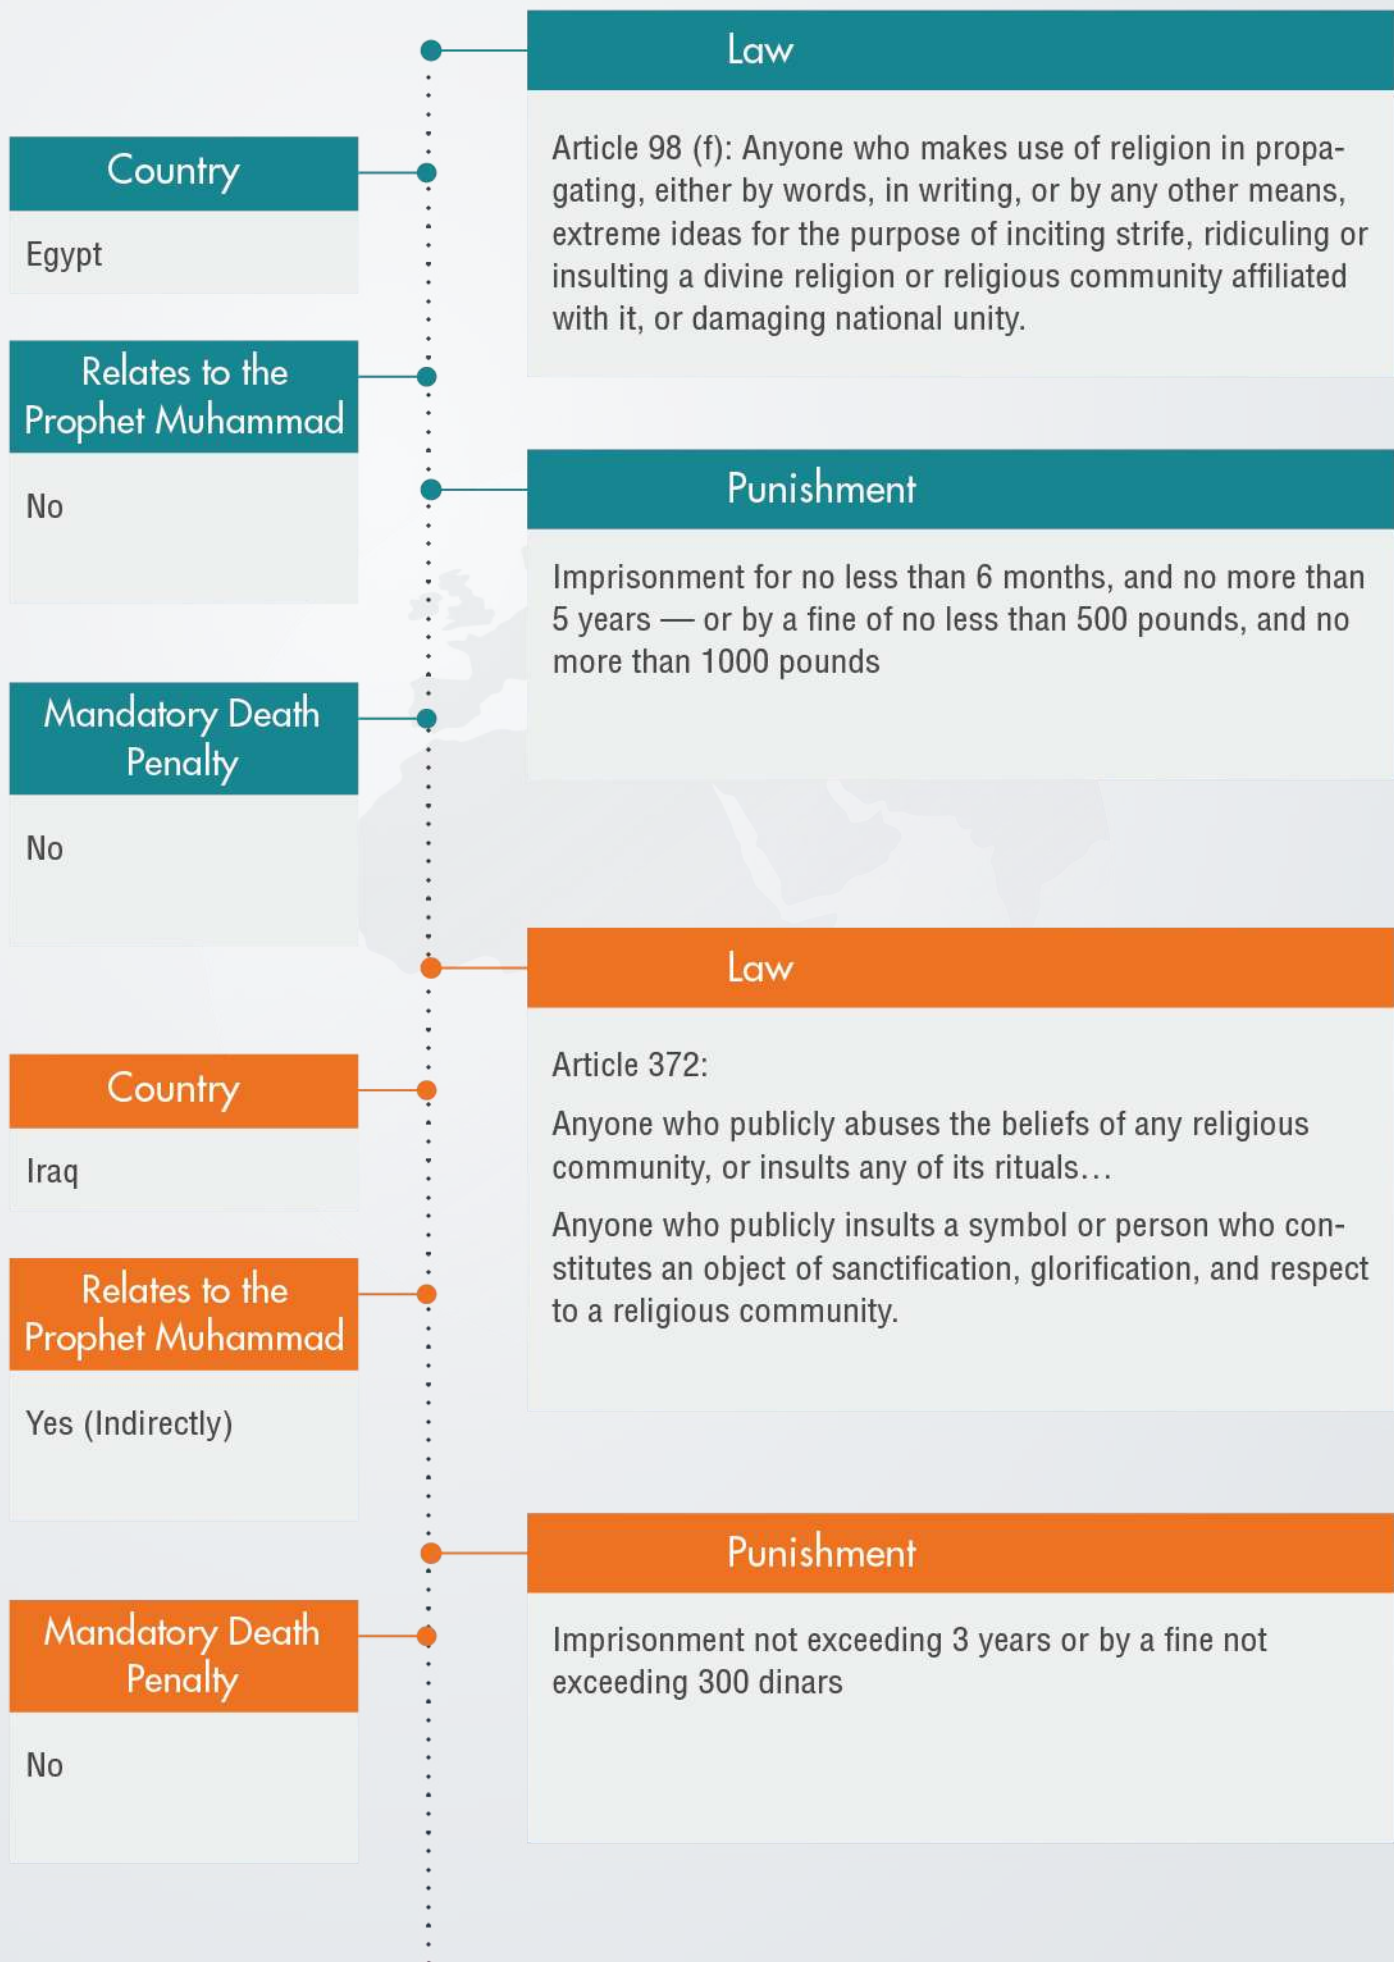 Law
Article 98 (f): Anyone who makes use of religion in propa-
gating, either by words, in writing, or by any other means,
extreme ideas for the purpose of inciting strife, ridiculing or
insulting a divine religion or religious community affiliated
with it, or damaging national unity.
Country
Egypt
Relates to the
Prophet Muhammad
No
Punishment
Imprisonment for no less than 6 months, and no more than
5 years — or by a fine of no less than 500 pounds, and no
more than 1000 pounds
Mandatory Death
Penalty
No
Law
Article 372:
Anyone who publicly abuses the beliefs of any religious
community, or insults any of its rituals...
Anyone who publicly insults a symbol or person who con-
stitutes an object of sanctification, glorification, and respect
to a religious community.
Country
Iraq
Relates to the
Prophet Muhammad
Yes (Indirectly)
Punishment
Imprisonment not exceeding 3 years or by a fine not
exceeding 300 dinars
Mandatory Death
Penalty
No